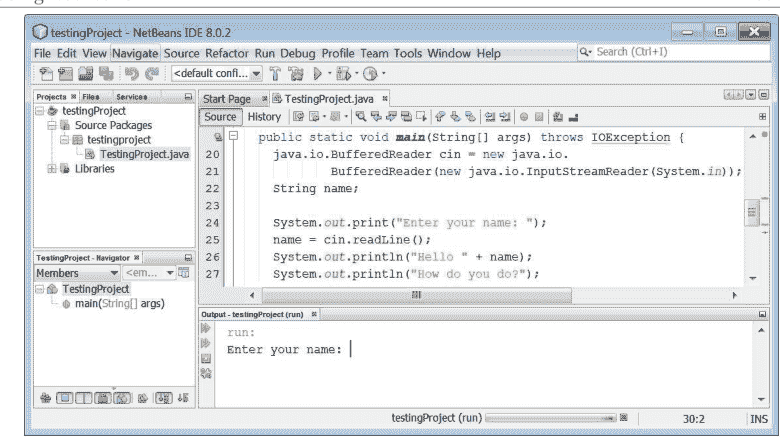 testingProject - NetBeans IDE 8.0.2
File Edit View Navigate Source Refactor Run Debug Profile Team Tools Window Help
Search (Ctrl+I)
<default confi...
Projects Files Services
testingProject
Source Packages
testingproject
TestingProject.java
Libraries
Start Page TestingProject.java
Source History
public static void main(String[] args) throws IOException {
20 java.io.BufferedReader cin = new java.io.
21 BufferedReader(new java.io.InputStreamReader(System.in));
22 String name;
23
24 System.out.print("Enter your name: ");
25 name = cin.readLine();
26 System.out.println("Hello " + name);
27 System.out.println("How do you do?");
testingProject - Navigator
Members <em...
TestingProject
main(String[] args)
Output - testingProject (run)
run:
Enter your name:
testingProject (run) 30:2 INS